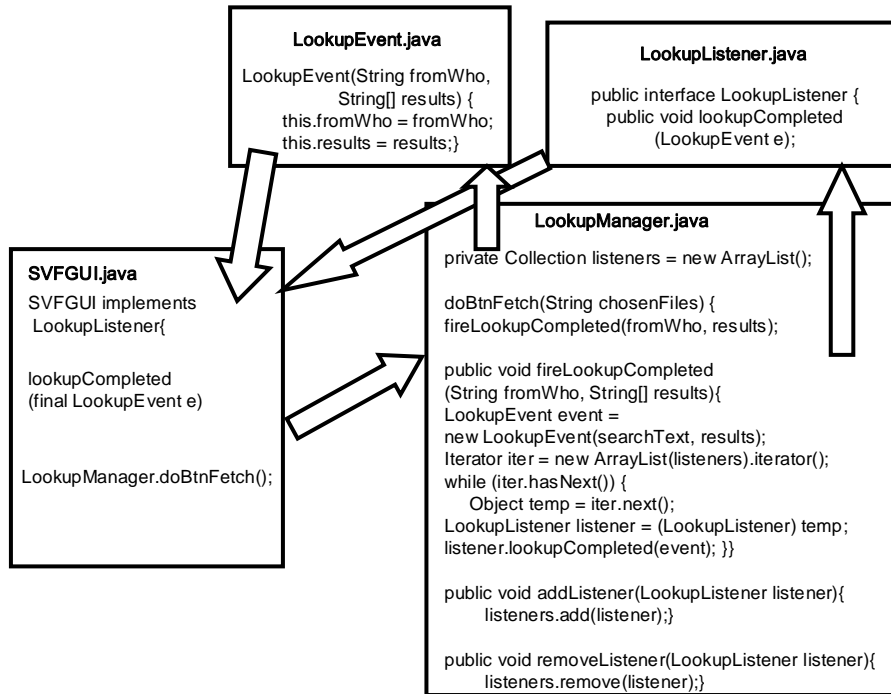 LookupEvent.java
LookupEvent(String fromWho,
String[] results) {
this.fromWho = fromWho;
this.results = results;}
LookupListener.java
public interface LookupListener {
public void lookupCompleted
(LookupEvent e);
SVFGUI.java
SVFGUI implements
LookupListener{
lookupCompleted
(final LookupEvent e)
LookupManager.doBtnFetch();
LookupManager.java
private Collection listeners = new ArrayList();
doBtnFetch(String chosenFiles) {
fireLookupCompleted(fromWho, results);
public void fireLookupCompleted
(String fromWho, String[] results){
LookupEvent event =
new LookupEvent(searchText, results);
Iterator iter = new ArrayList(listeners).iterator();
while (iter.hasNext()) {
Object temp = iter.next();
LookupListener listener = (LookupListener) temp;
listener.lookupCompleted(event); }}
public void addListener(LookupListener listener){
listeners.add(listener);}
public void removeListener(LookupListener listener){
listeners.remove(listener);}